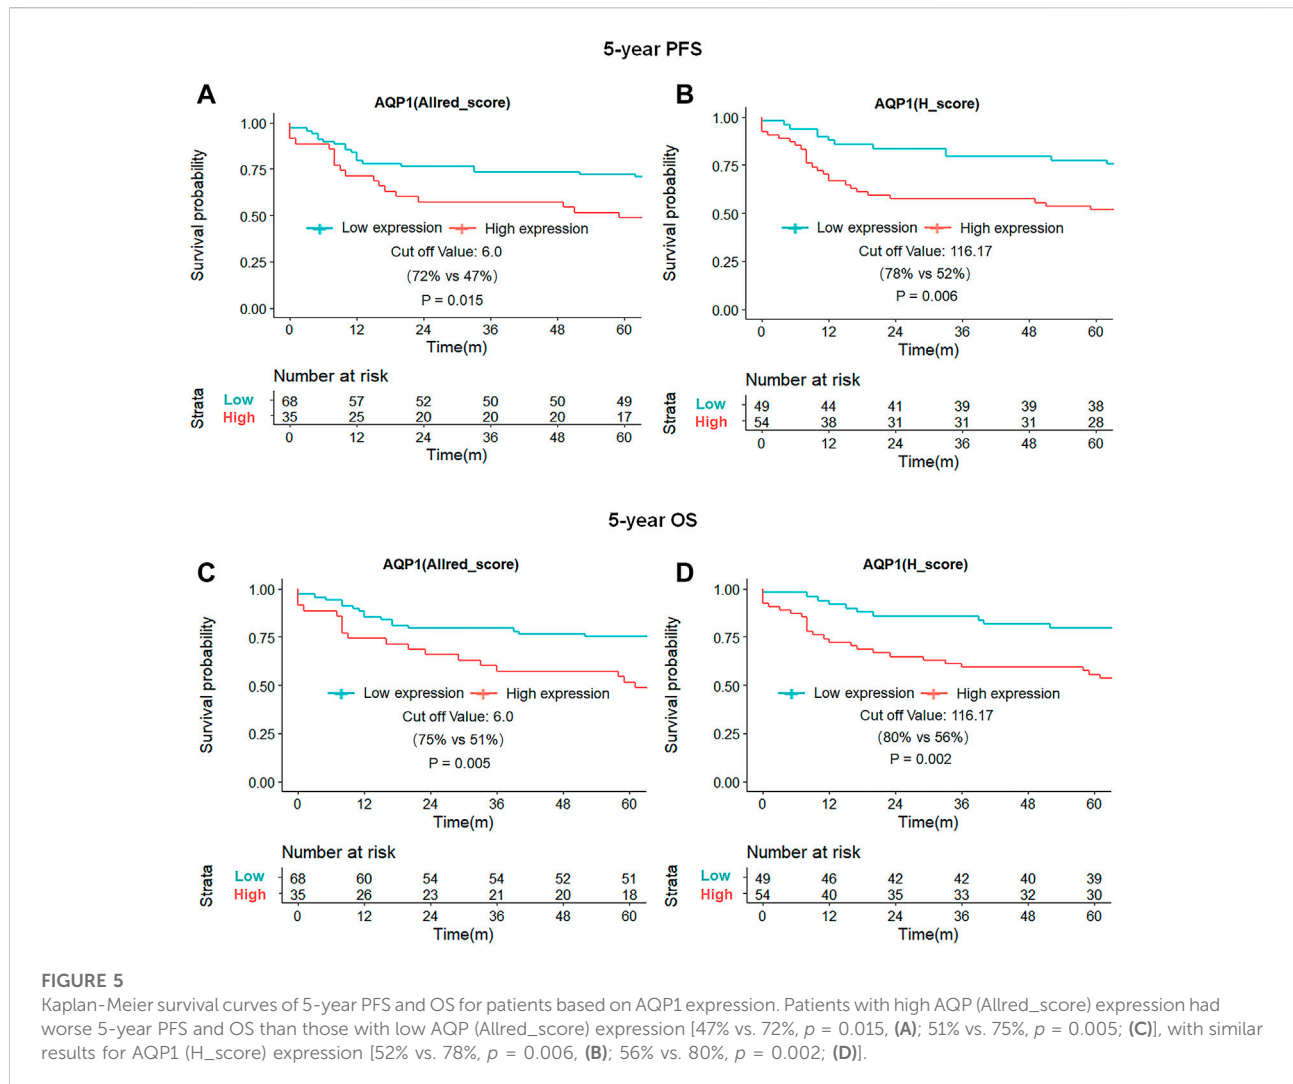 5-year PFS
A
AQP1(Allred_score)
Survival probability
1.00
0.75
0.50
0.25
0.00
Low expression High expression
Cut off Value: 6.0
(72% vs 47%)
P = 0.015
0 12 24 36 48 60
Time(m)
Number at risk
Strata
Low 68 57 52 50 50 49
High 35 25 20 20 20 17
0 12 24 36 48 60
Time(m)
B
AQP1(H_score)
Survival probability
1.00
0.75
0.50
0.25
0.00
Low expression High expression
Cut off Value: 116.17
(78% vs 52%)
P = 0.006
0 12 24 36 48 60
Time(m)
Number at risk
Strata
Low 49 44 41 39 39 38
High 54 38 31 31 31 28
0 12 24 36 48 60
Time(m)
5-year OS
C
AQP1(Allred_score)
Survival probability
1.00
0.75
0.50
0.25
0.00
Low expression High expression
Cut off Value: 6.0
(75% vs 51%)
P = 0.005
0 12 24 36 48 60
Time(m)
Number at risk
Strata
Low 68 60 54 54 52 51
High 35 26 23 21 20 18
0 12 24 36 48 60
Time(m)
D
AQP1(H_score)
Survival probability
1.00
0.75
0.50
0.25
0.00
Low expression High expression
Cut off Value: 116.17
(80% vs 56%)
P = 0.002
0 12 24 36 48 60
Time(m)
Number at risk
Strata
Low 49 46 42 42 40 39
High 54 40 35 33 32 30
0 12 24 36 48 60
Time(m)
FIGURE 5
Kaplan-Meier survival curves of 5-year PFS and OS for patients based on AQP1 expression. Patients with high AQP (Allred_score) expression had
worse 5-year PFS and OS than those with low AQP (Allred_score) expression [47% vs. 72%, p = 0.015, (A); 51% vs. 75%, p = 0.005; (C)], with similar
results for AQP1 (H_score) expression [52% vs. 78%, p = 0.006, (B); 56% vs. 80%, p = 0.002; (D)].